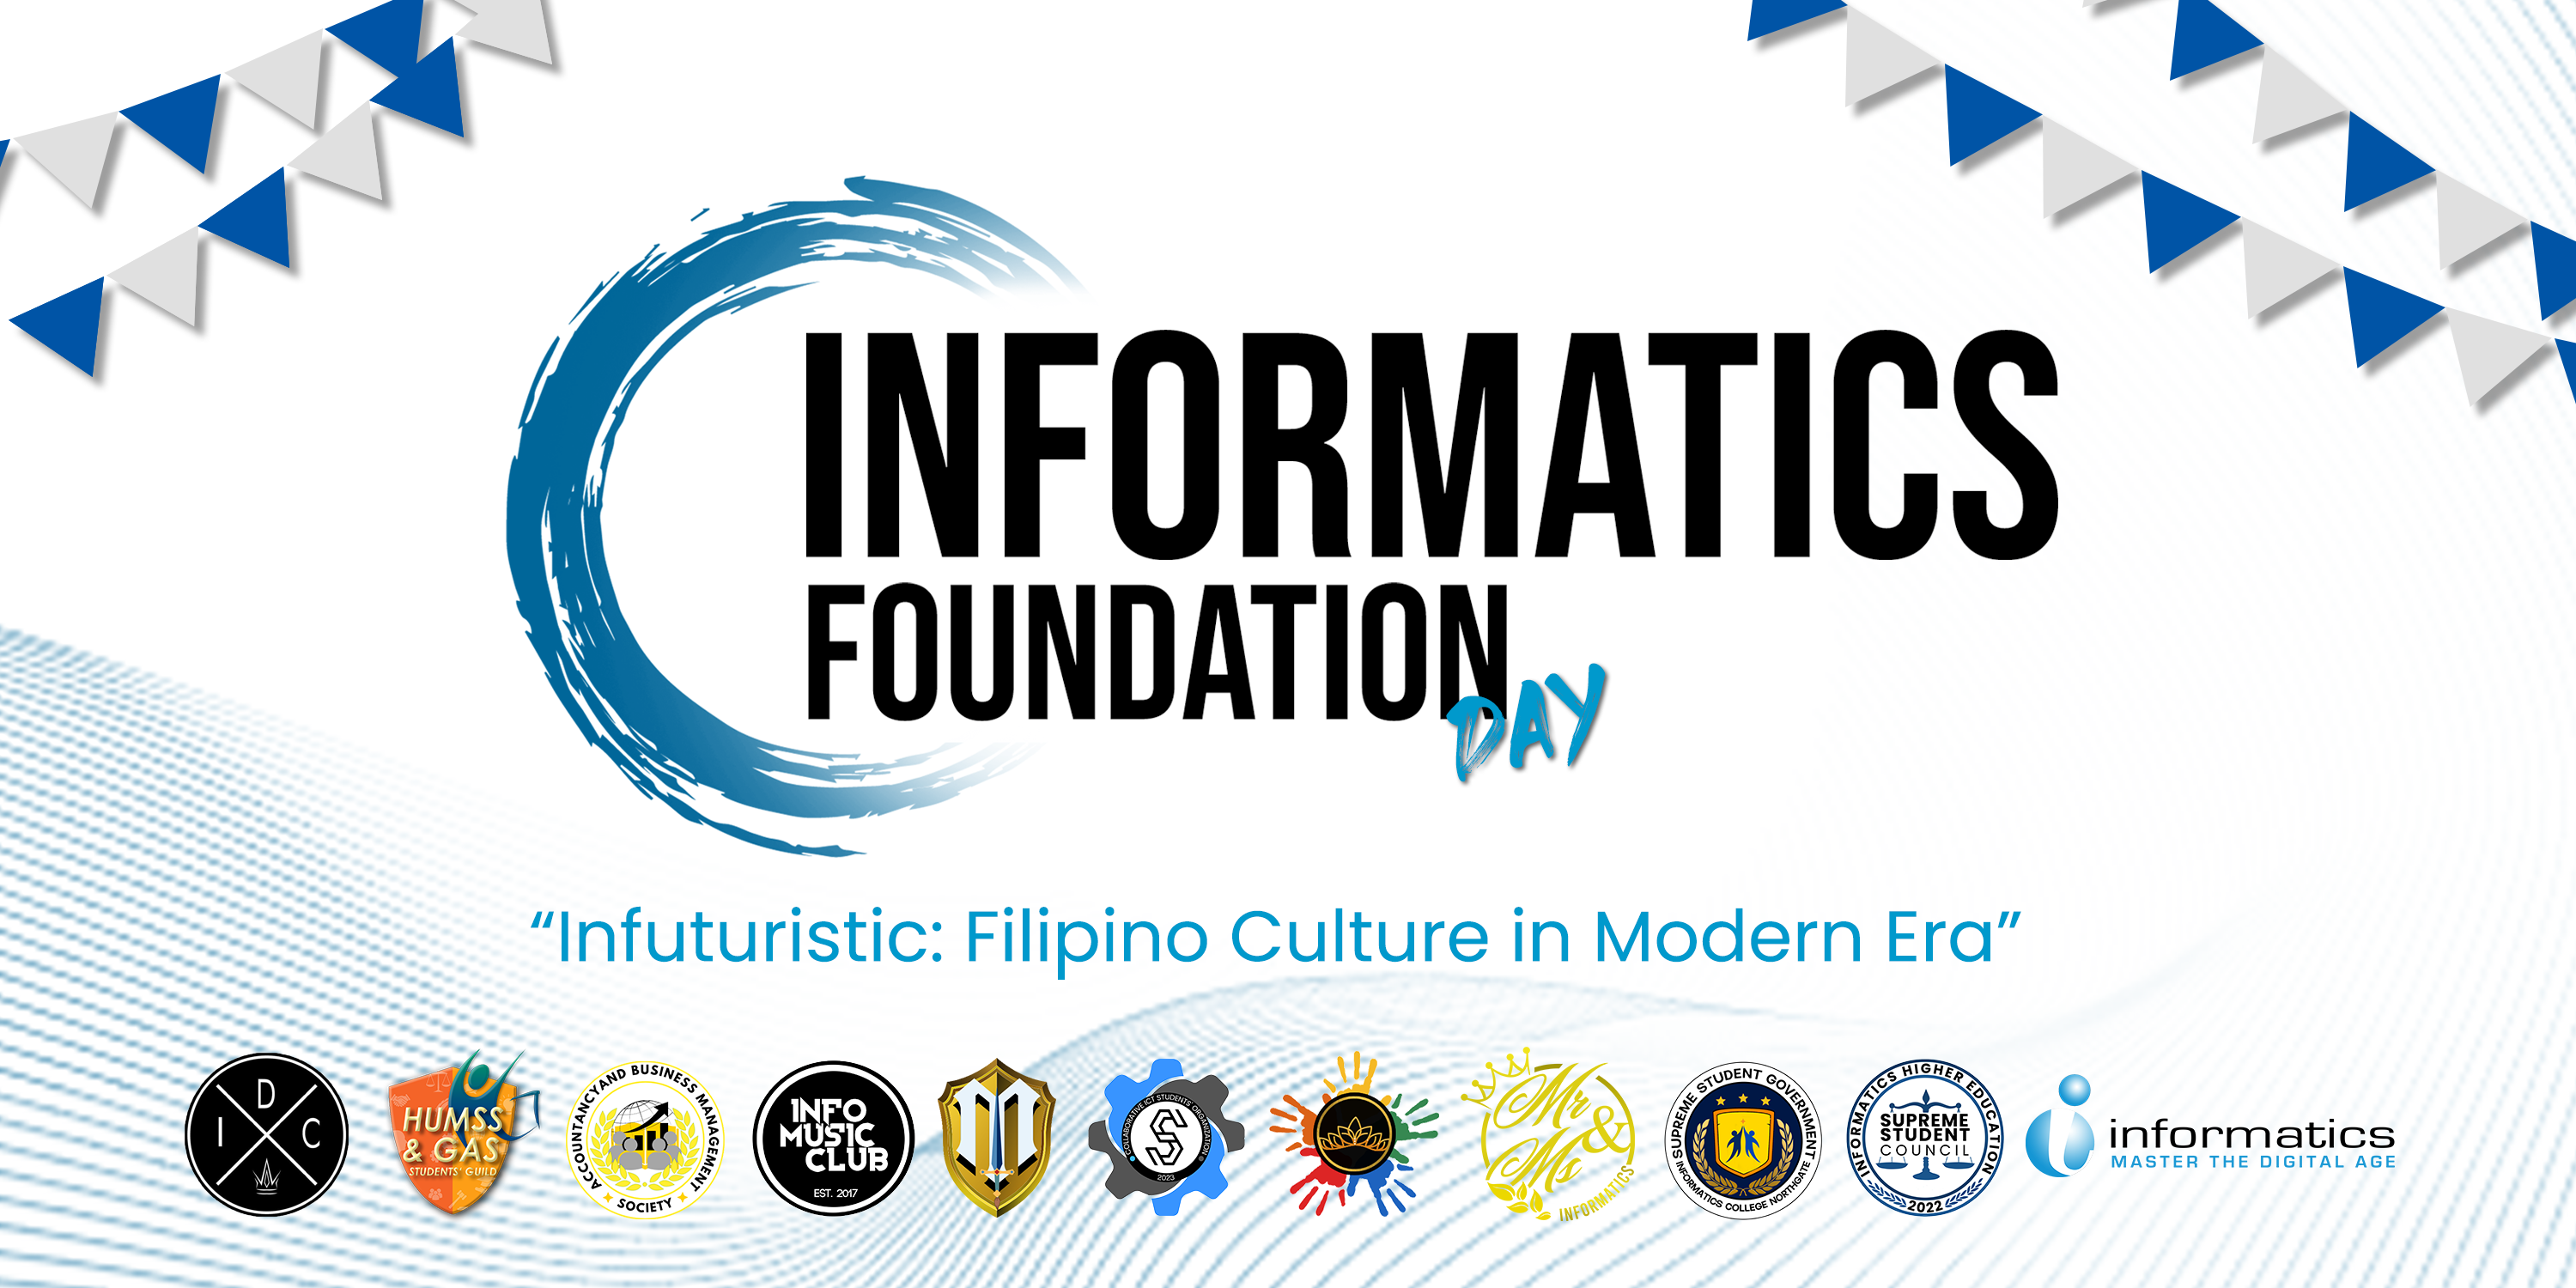 INFORMATICS
FOUNDATION
DAY
“Infuturistic: Filipino Culture in Modern Era”
D
I C
HUMSS
& GAS
STUDENTS' GUILD
ACCOUNTANCY AND BUSINESS MANAGEMENT
SOCIETY
INFO
MUSIC
CLUB
EST. 2017
COLLABORATIVE ICT STUDENTS' ORGANIZATION
S
2023
Mr
&
Ms
INFORMATICS
SUPREME STUDENT GOVERNMENT
INFORMATICS COLLEGE NORTHGATE
INFORMATICS HIGHER EDUCATION
SUPREME
STUDENT
COUNCIL
2022
informatics
MASTER THE DIGITAL AGE